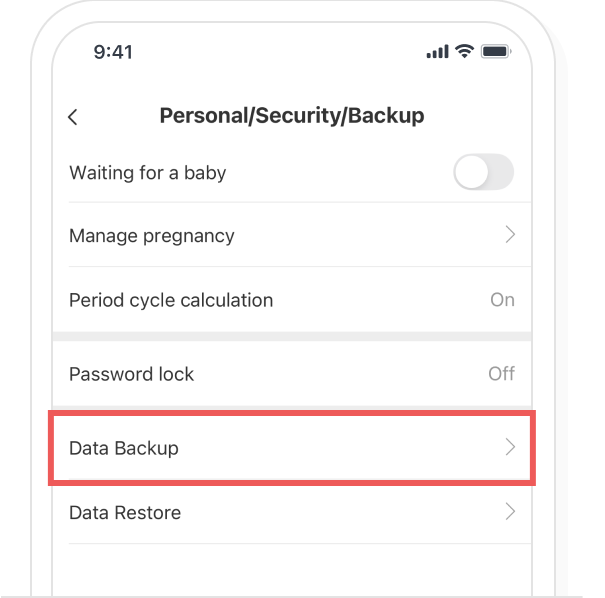 9:41
Personal/Security/Backup
Waiting for a baby
Manage pregnancy
Period cycle calculation On
Password lock Off
Data Backup
Data Restore